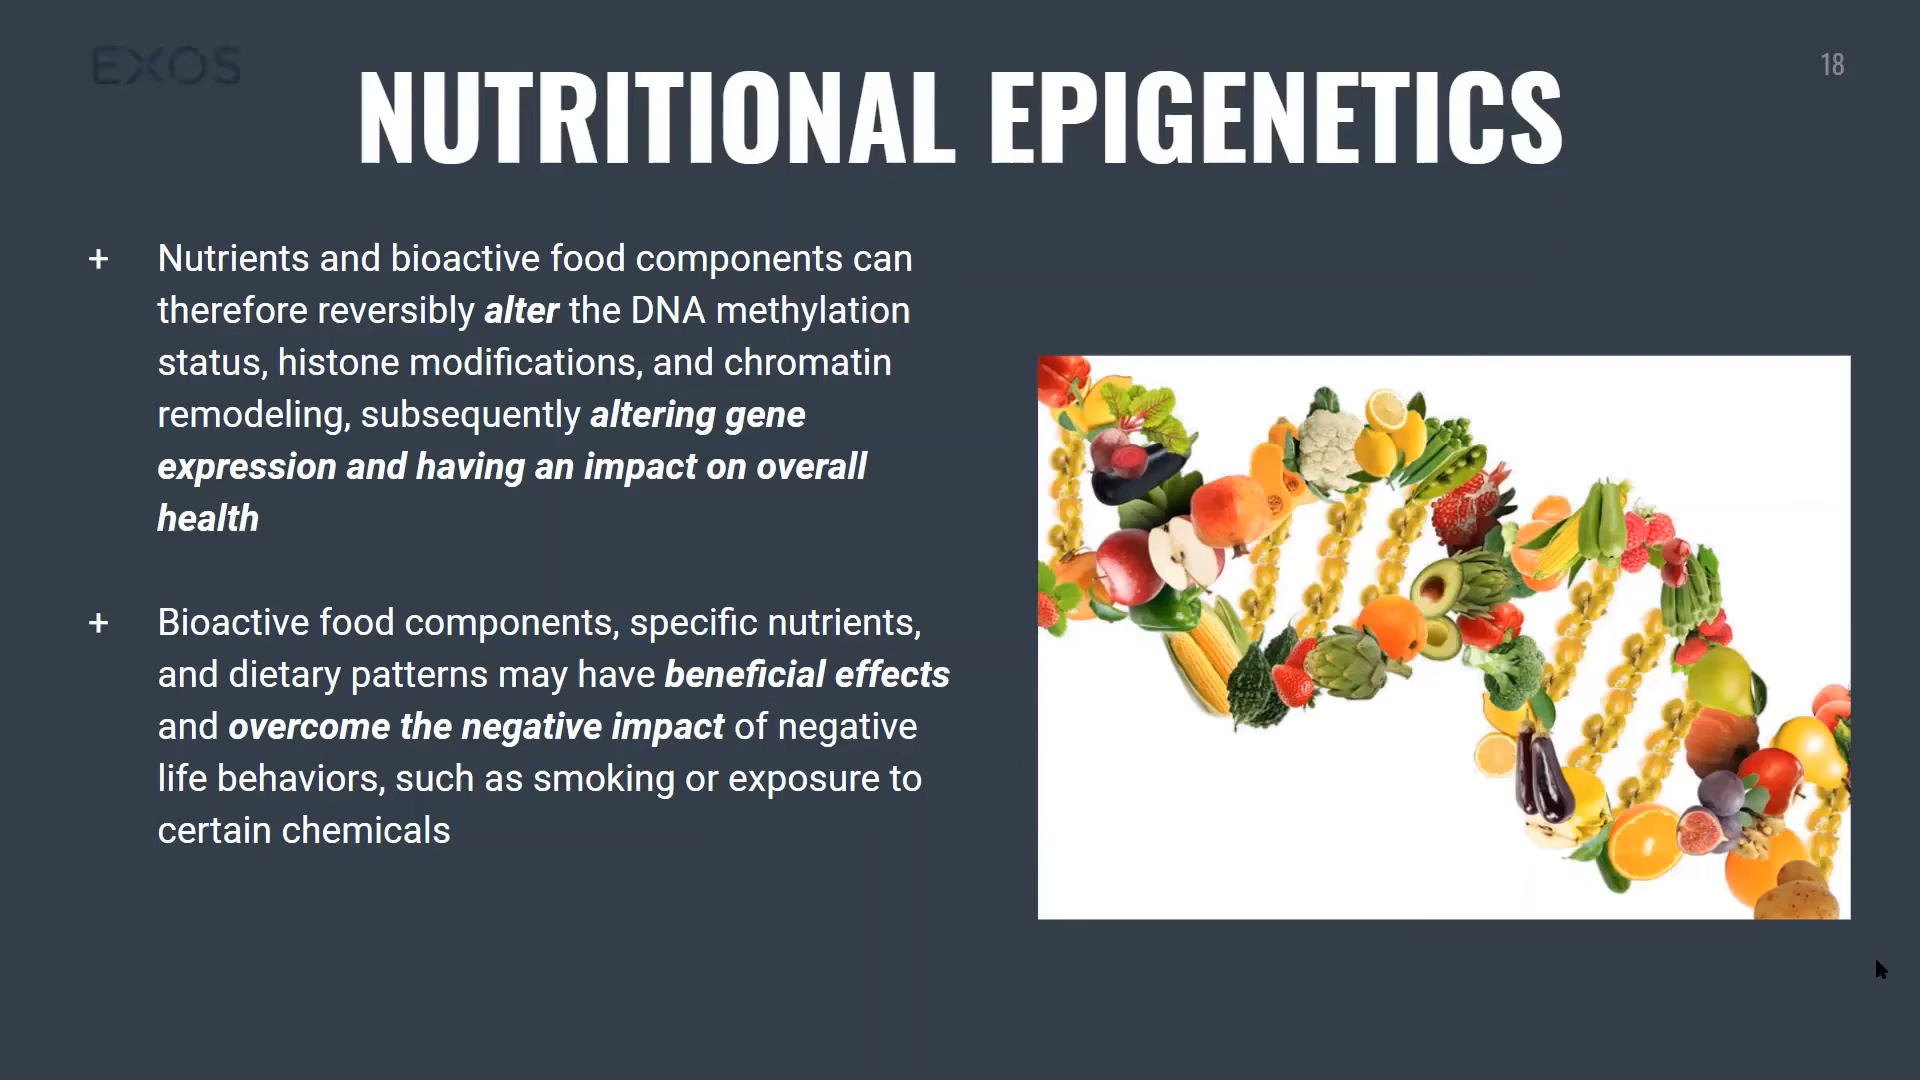 EXOS
18
NUTRITIONAL EPIGENETICS
+ Nutrients and bioactive food components can
therefore reversibly alter the DNA methylation
status, histone modifications, and chromatin
remodeling, subsequently altering gene
expression and having an impact on overall
health
+ Bioactive food components, specific nutrients,
and dietary patterns may have beneficial effects
and overcome the negative impact of negative
life behaviors, such as smoking or exposure to
certain chemicals